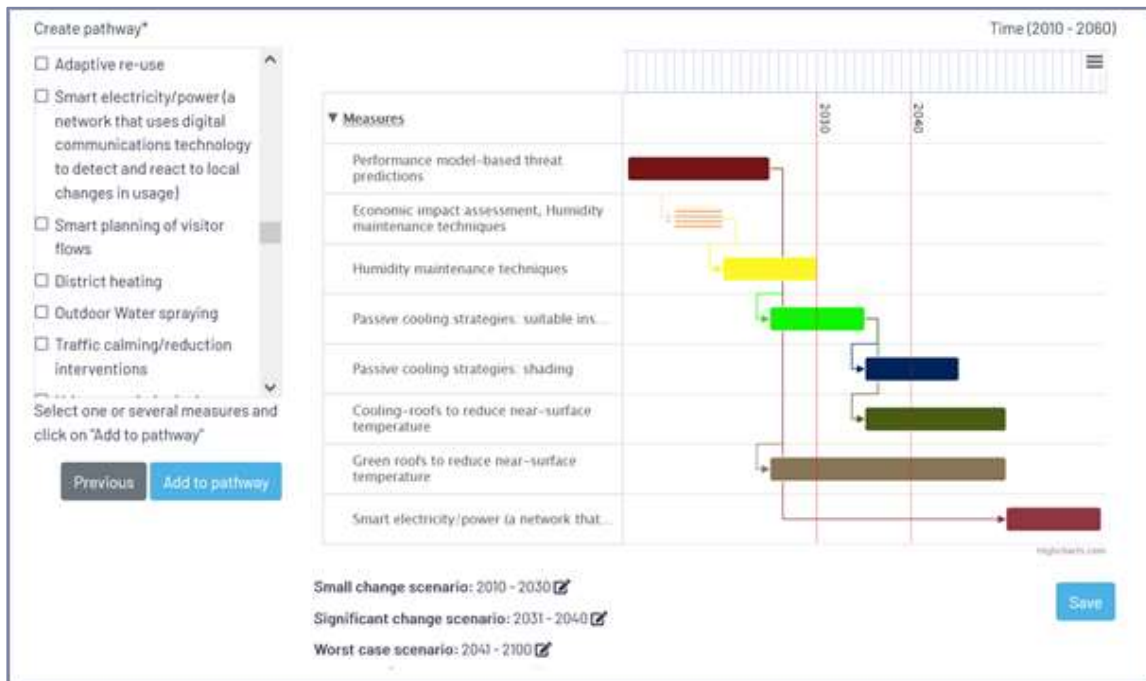 Create pathway*
Time (2010 - 2060)
Adaptive re-use
Smart electricity/power (a
network that uses digital
communications technology
to detect and react to local
changes in usage)
Smart planning of visitor
flows
District heating
Outdoor Water spraying
Traffic calming/reduction
interventions
Select one or several measures and
click on "Add to pathway"
Previous
Add to pathway
▼ Measures
2030
2040
Performance model-based threat
predictions
Economic impact assessment, Humidity
maintenance techniques
Humidity maintenance techniques
Passive cooling strategies: suitable ins...
Passive cooling strategies: shading
Cooling-roofs to reduce near-surface
temperature
Green roofs to reduce near-surface
temperature
Smart electricity/power (a network that...
Highcharts.com
Small change scenario: 2010 - 2030
Significant change scenario: 2031 - 2040
Worst case scenario: 2041 - 2100
Save